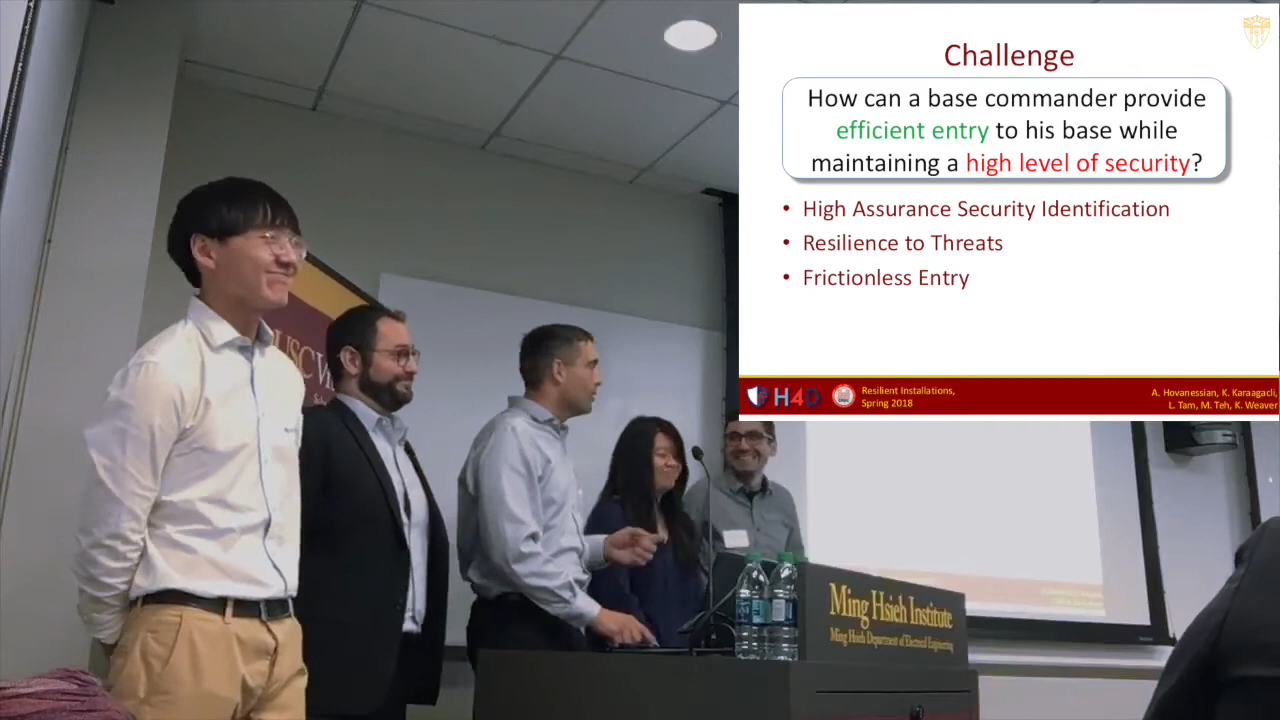 Challenge
How can a base commander provide
efficient entry to his base while
maintaining a high level of security?
• High Assurance Security Identification
• Resilience to Threats
• Frictionless Entry
H4D
Resilient Installations,
Spring 2018
A. Hovanessian, K. Karaagacli,
L. Tam, M. Teh, K. Weaver
USC Vi
Ming Hsieh Institute
Ming Hsieh Department of Electrical Engineering